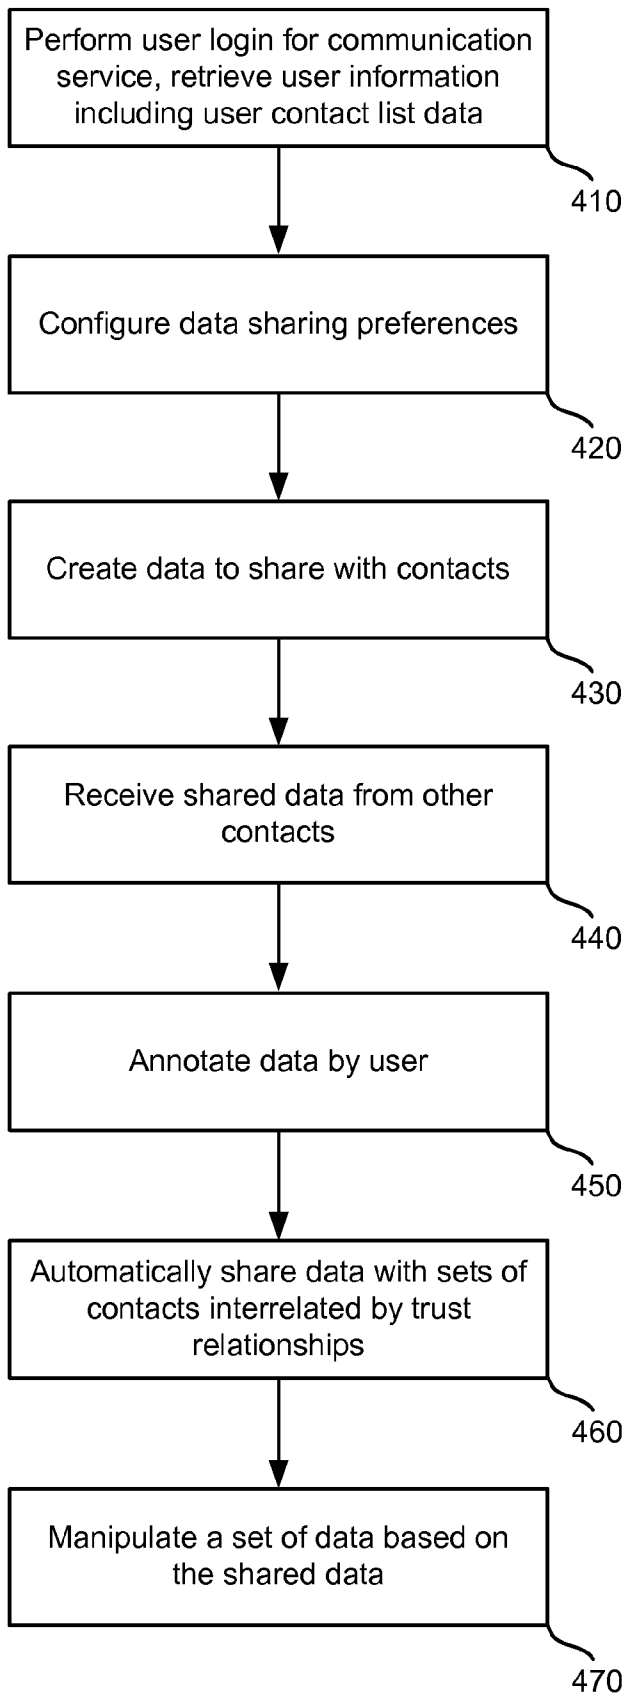 Perform user login for communication
service, retrieve user information
including user contact list data
410
Configure data sharing preferences
420
Create data to share with contacts
430
Receive shared data from other
contacts
440
Annotate data by user
450
Automatically share data with sets of
contacts interrelated by trust
relationships
460
Manipulate a set of data based on
the shared data
470